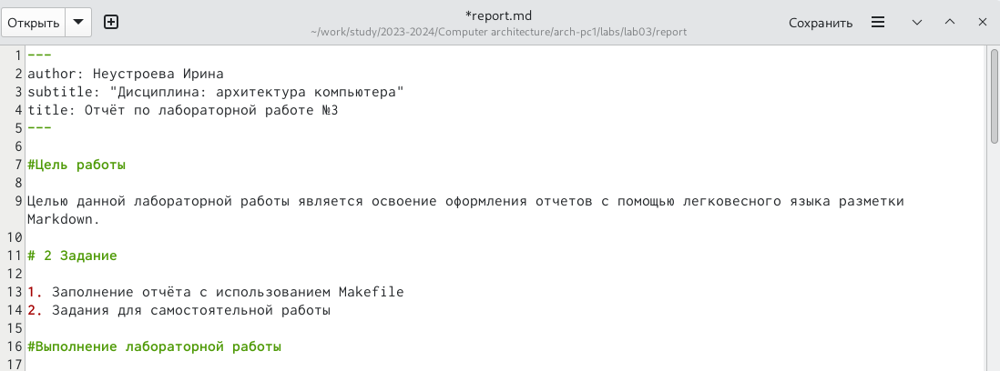 Открыть
*report.md
~/work/study/2023-2024/Computer architecture/arch-pc1/labs/lab03/report
Сохранить
1 ---
2 author: Неустроева Ирина
3 subtitle: "Дисциплина: архитектура компьютера"
4 title: Отчёт по лабораторной работе №3
5 ---
6
7 #Цель работы
8
9 Целью данной лабораторной работы является освоение оформления отчетов с помощью легковесного языка разметки
Markdown.
10
11 # 2 Задание
12
13 1. Заполнение отчёта с использованием Makefile
14 2. Задания для самостоятельной работы
15
16 #Выполнение лабораторной работы
17